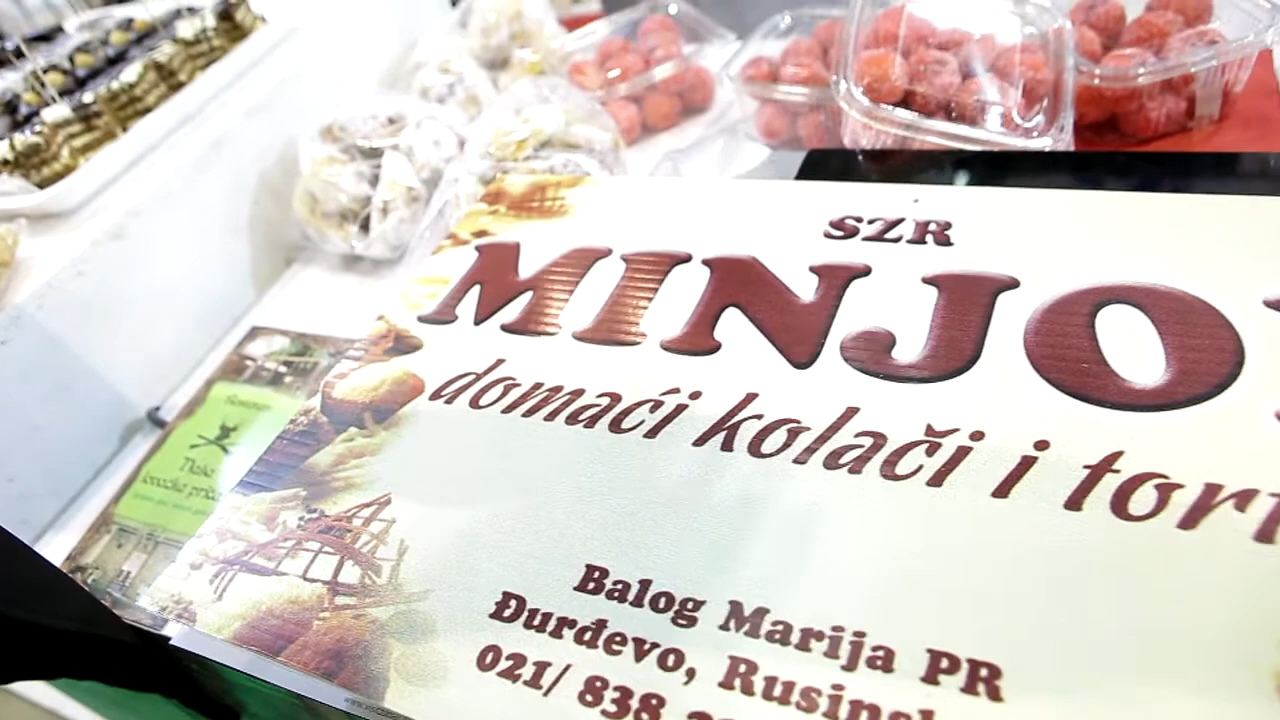 SZR
MINJO
domaći kolači i tor
Balog Marija PR
Đurđevo, Rusinsk
021/ 838